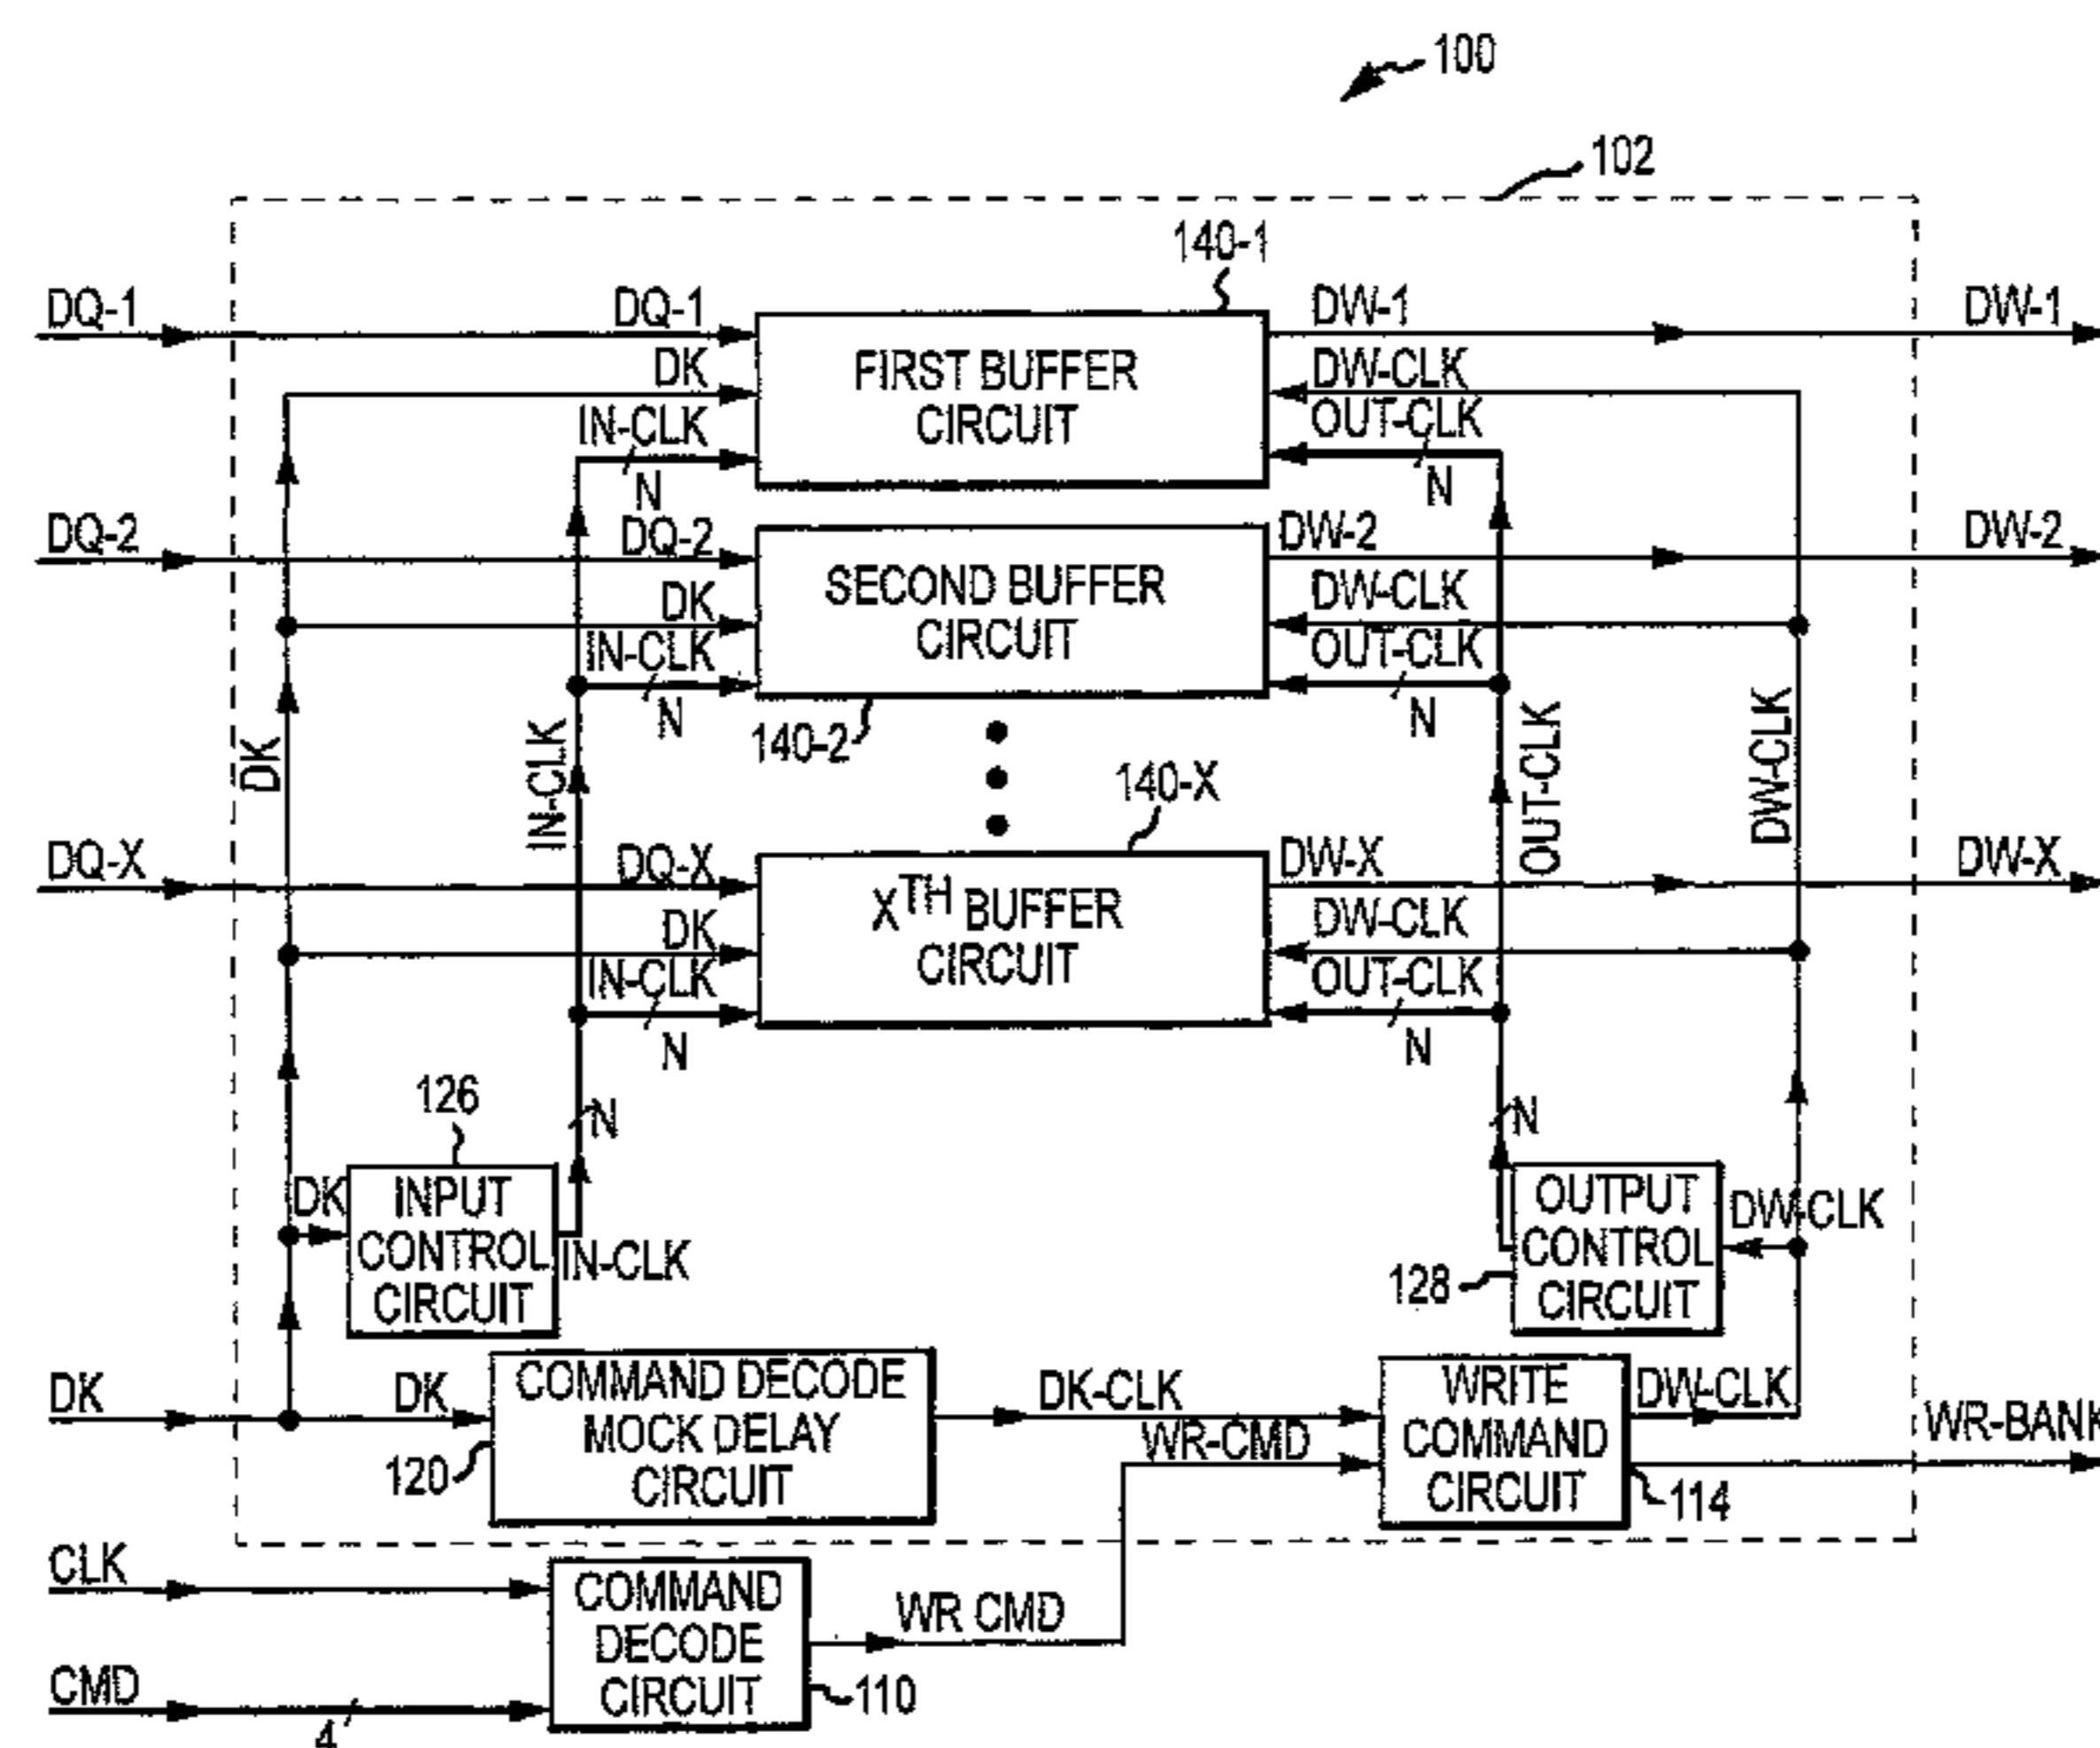 100
102
140-1
DQ-1
DQ-1
DW-1
DW-1
DK
FIRST BUFFER
CIRCUIT
DW-CLK
IN-CLK
OUT-CLK
N
N
DQ-2
DQ-2
DW-2
DW-2
DK
SECOND BUFFER
CIRCUIT
DW-CLK
IN-CLK
OUT-CLK
N
N
140-2
DK
IN-CLK
OUT-CLK
DW-CLK
140-X
DQ-X
DQ-X
DW-X
DW-X
DK
XTH BUFFER
CIRCUIT
DW-CLK
IN-CLK
OUT-CLK
N
N
126
N
N
DK
INPUT
CONTROL
CIRCUIT
IN-CLK
OUTPUT
CONTROL
CIRCUIT
DW-CLK
128
DK
DK
COMMAND DECODE
MOCK DELAY
CIRCUIT
120
DK-CLK
WR-CMD
WRITE
COMMAND
CIRCUIT
DW-CLK
WR-BANK
114
CLK
CMD
4
COMMAND
DECODE
CIRCUIT
WR CMD
110